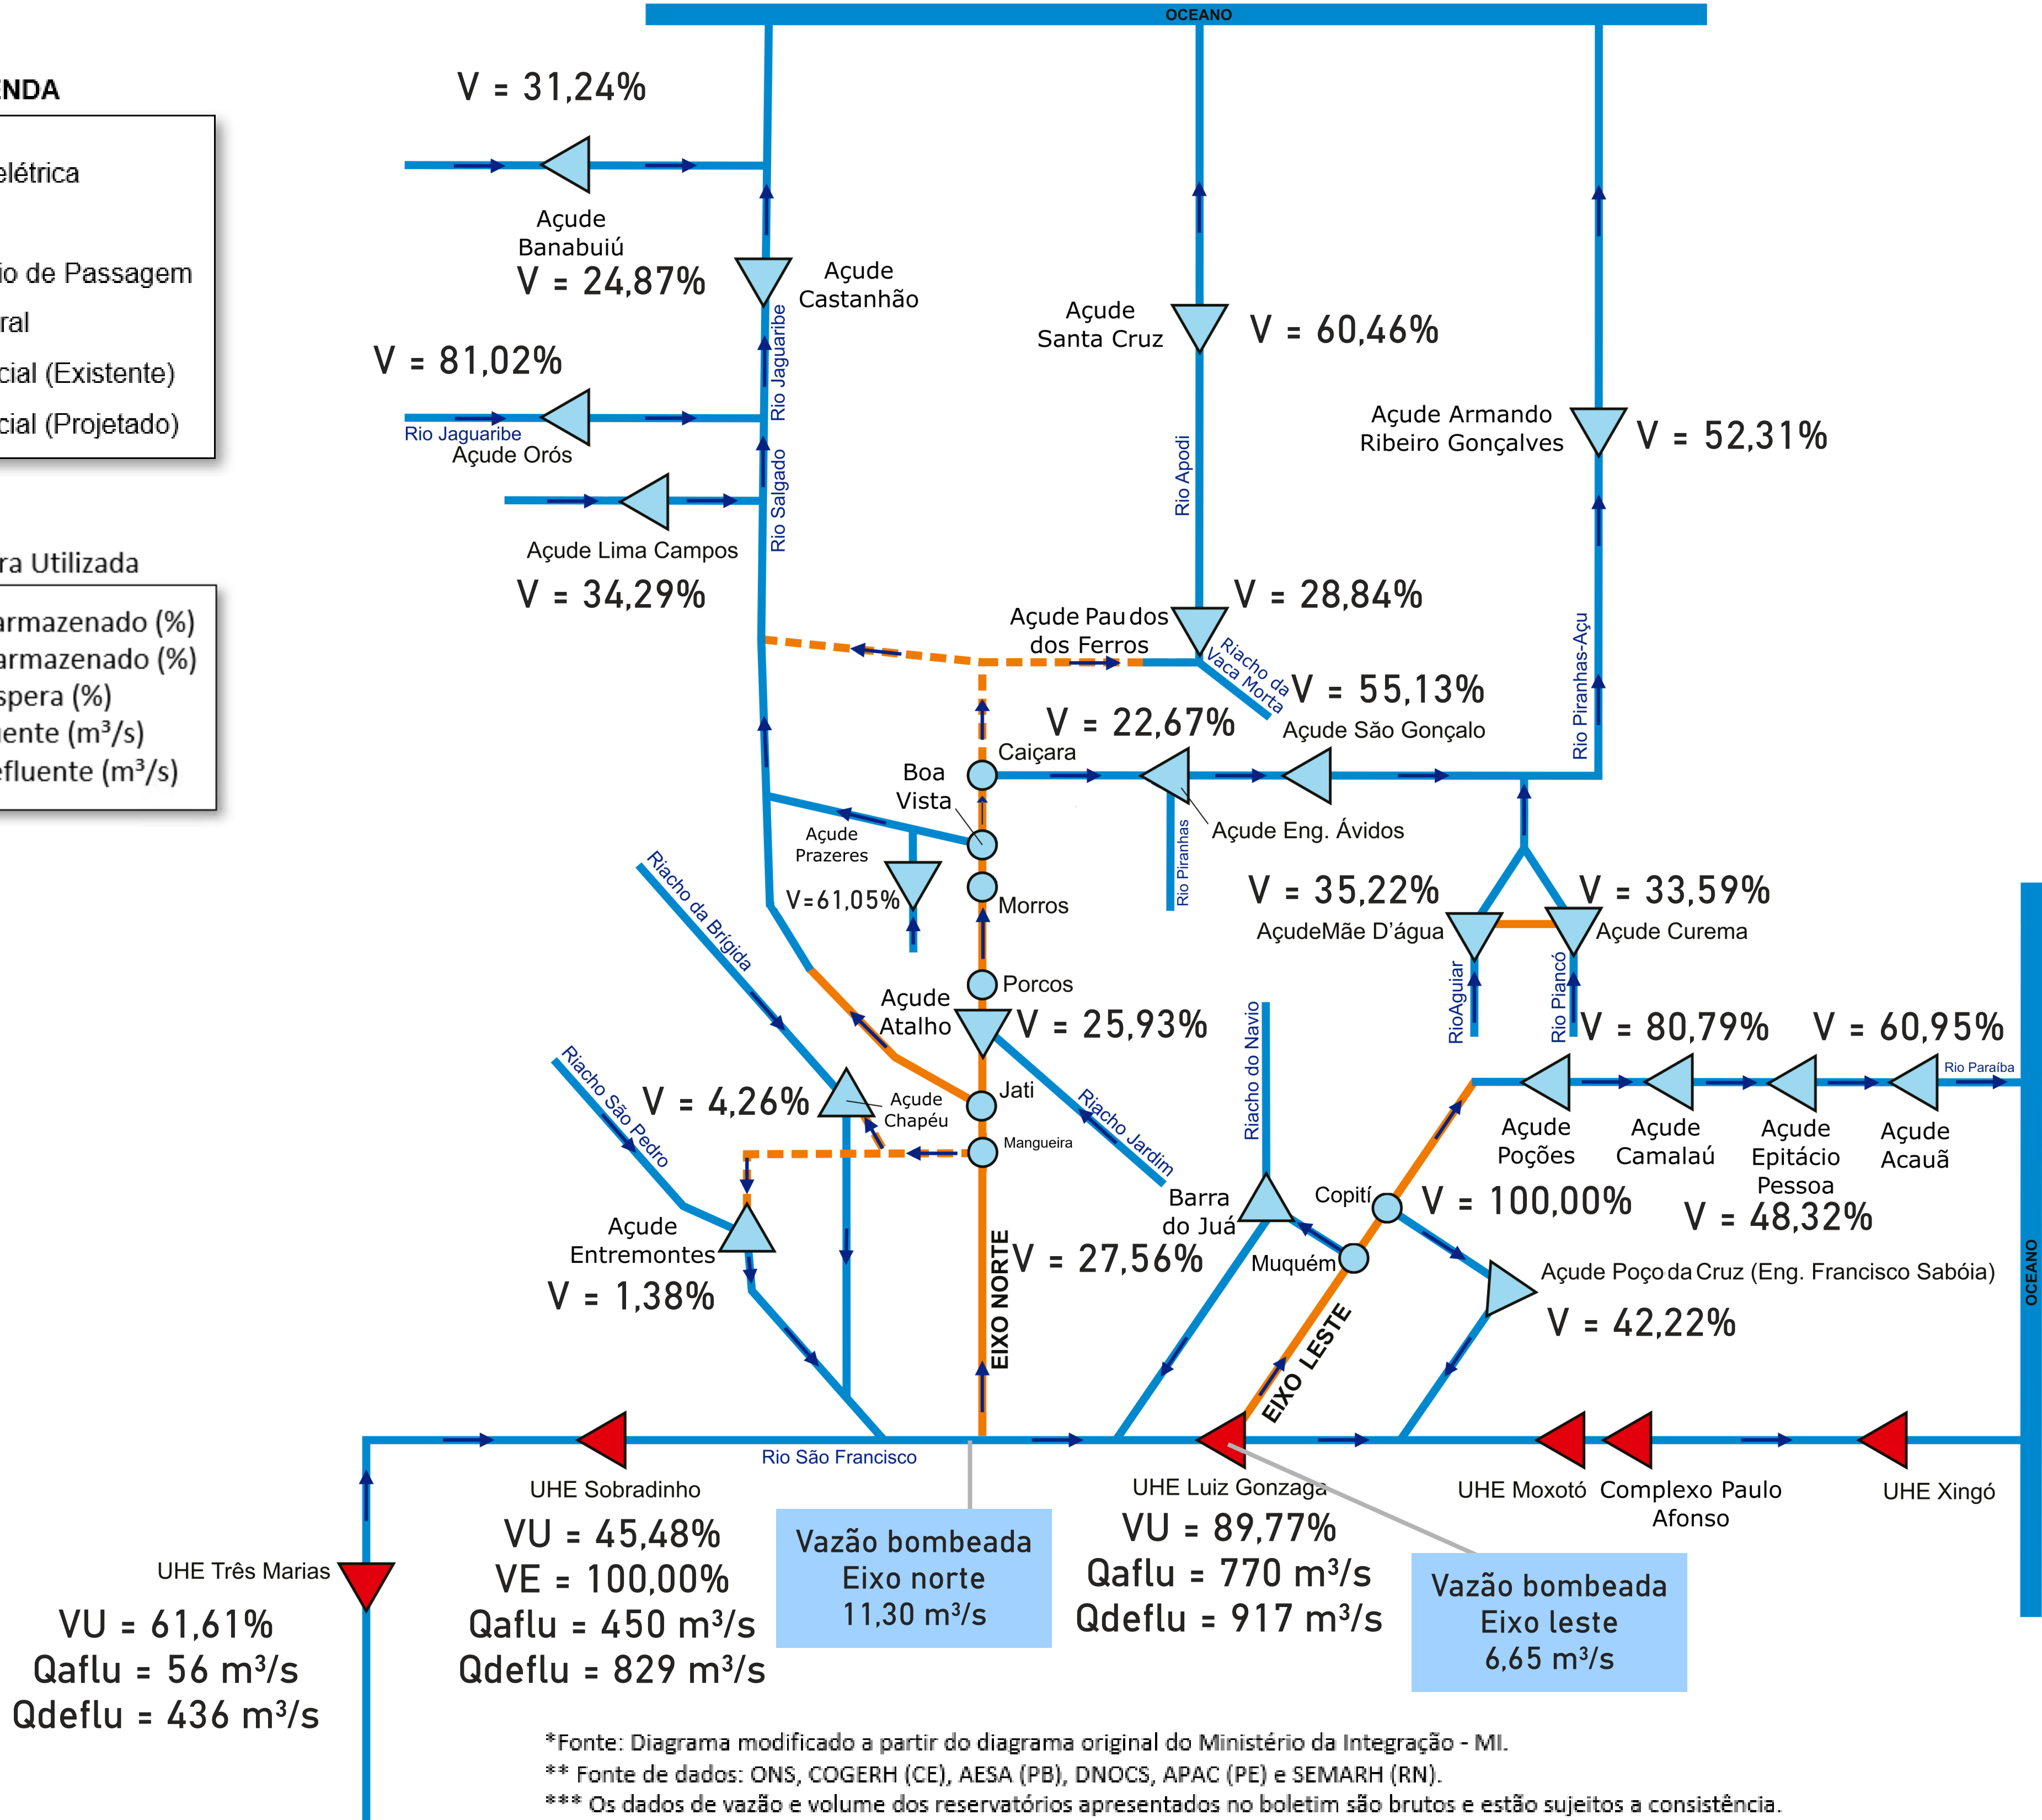 OCEANO
ENDA
elétrica
io de Passagem
ral
cial (Existente)
cial (Projetado)
ra Utilizada
armazenado (%)
armazenado (%)
spera (%)
uente (m³/s)
efluente (m³/s)
V = 31,24%
Açude
Banabuiú
V = 24,87%
Açude
Castanhão
Rio Jaguaribe
V = 81,02%
Rio Jaguaribe
Açude Orós
Rio Salgado
Açude Lima Campos
V = 34,29%
Açude
Santa Cruz
V = 60,46%
Rio Apodi
Açude Armando
Ribeiro Gonçalves
V = 52,31%
Açude Pau dos
dos Ferros
V = 28,84%
Riacho da
Vaca Morta
V = 55,13%
Açude São Gonçalo
Rio Piranhas-Açu
V = 22,67%
Caiçara
Boa
Vista
Açude Eng. Ávidos
Rio Piranhas
Açude
Prazeres
V=61,05%
Morros
Riacho da Brígida
V = 35,22%
AçudeMãe D'água
V = 33,59%
Açude Curema
RioAguiar
Rio Piancó
Porcos
Açude
Atalho
V = 25,93%
Riacho do Navio
V = 80,79%
V = 60,95%
Rio Paraíba
Riacho São Pedro
V = 4,26%
Açude
Chapéu
Jati
Mangueira
Riacho Jardim
Açude
Poções
Açude
Camalaú
Açude
Epitácio
Pessoa
Açude
Acauã
V = 100,00%
V = 48,32%
Barra
do Juá
Copití
Muquém
Açude
Entremontes
V = 1,38%
EIXO NORTE
V = 27,56%
Açude Poço da Cruz (Eng. Francisco Sabóia)
V = 42,22%
EIXO LESTE
OCEANO
Rio São Francisco
UHE Sobradinho
VU = 45,48%
VE = 100,00%
Qaflu = 450 m³/s
Qdeflu = 829 m³/s
Vazão bombeada
Eixo norte
11,30 m³/s
UHE Luiz Gonzaga
VU = 89,77%
Qaflu = 770 m³/s
Qdeflu = 917 m³/s
Vazão bombeada
Eixo leste
6,65 m³/s
UHE Moxotó
Complexo Paulo
Afonso
UHE Xingó
UHE Três Marias
VU = 61,61%
Qaflu = 56 m³/s
Qdeflu = 436 m³/s
*Fonte: Diagrama modificado a partir do diagrama original do Ministério da Integração - MI.
** Fonte de dados: ONS, COGERH (CE), AESA (PB), DNOCS, APAC (PE) e SEMARH (RN).
*** Os dados de vazão e volume dos reservatórios apresentados no boletim são brutos e estão sujeitos a consistência.